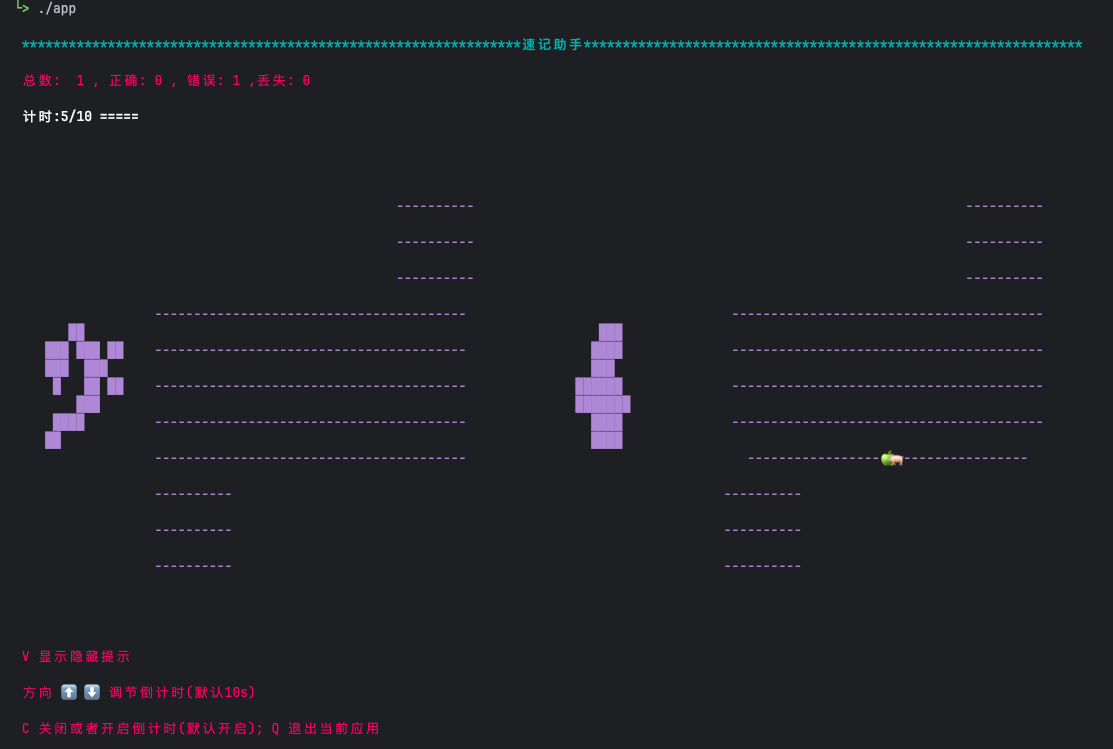 └> ./app
****************************************************************速记助手****************************************************************
总数: 1 , 正确: 0 , 错误: 1 ,丢失: 0
计时:5/10 =====
V 显示隐藏提示
方向 ⬆️ ⬇️ 调节倒计时(默认10s)
C 关闭或者开启倒计时(默认开启); Q 退出当前应用